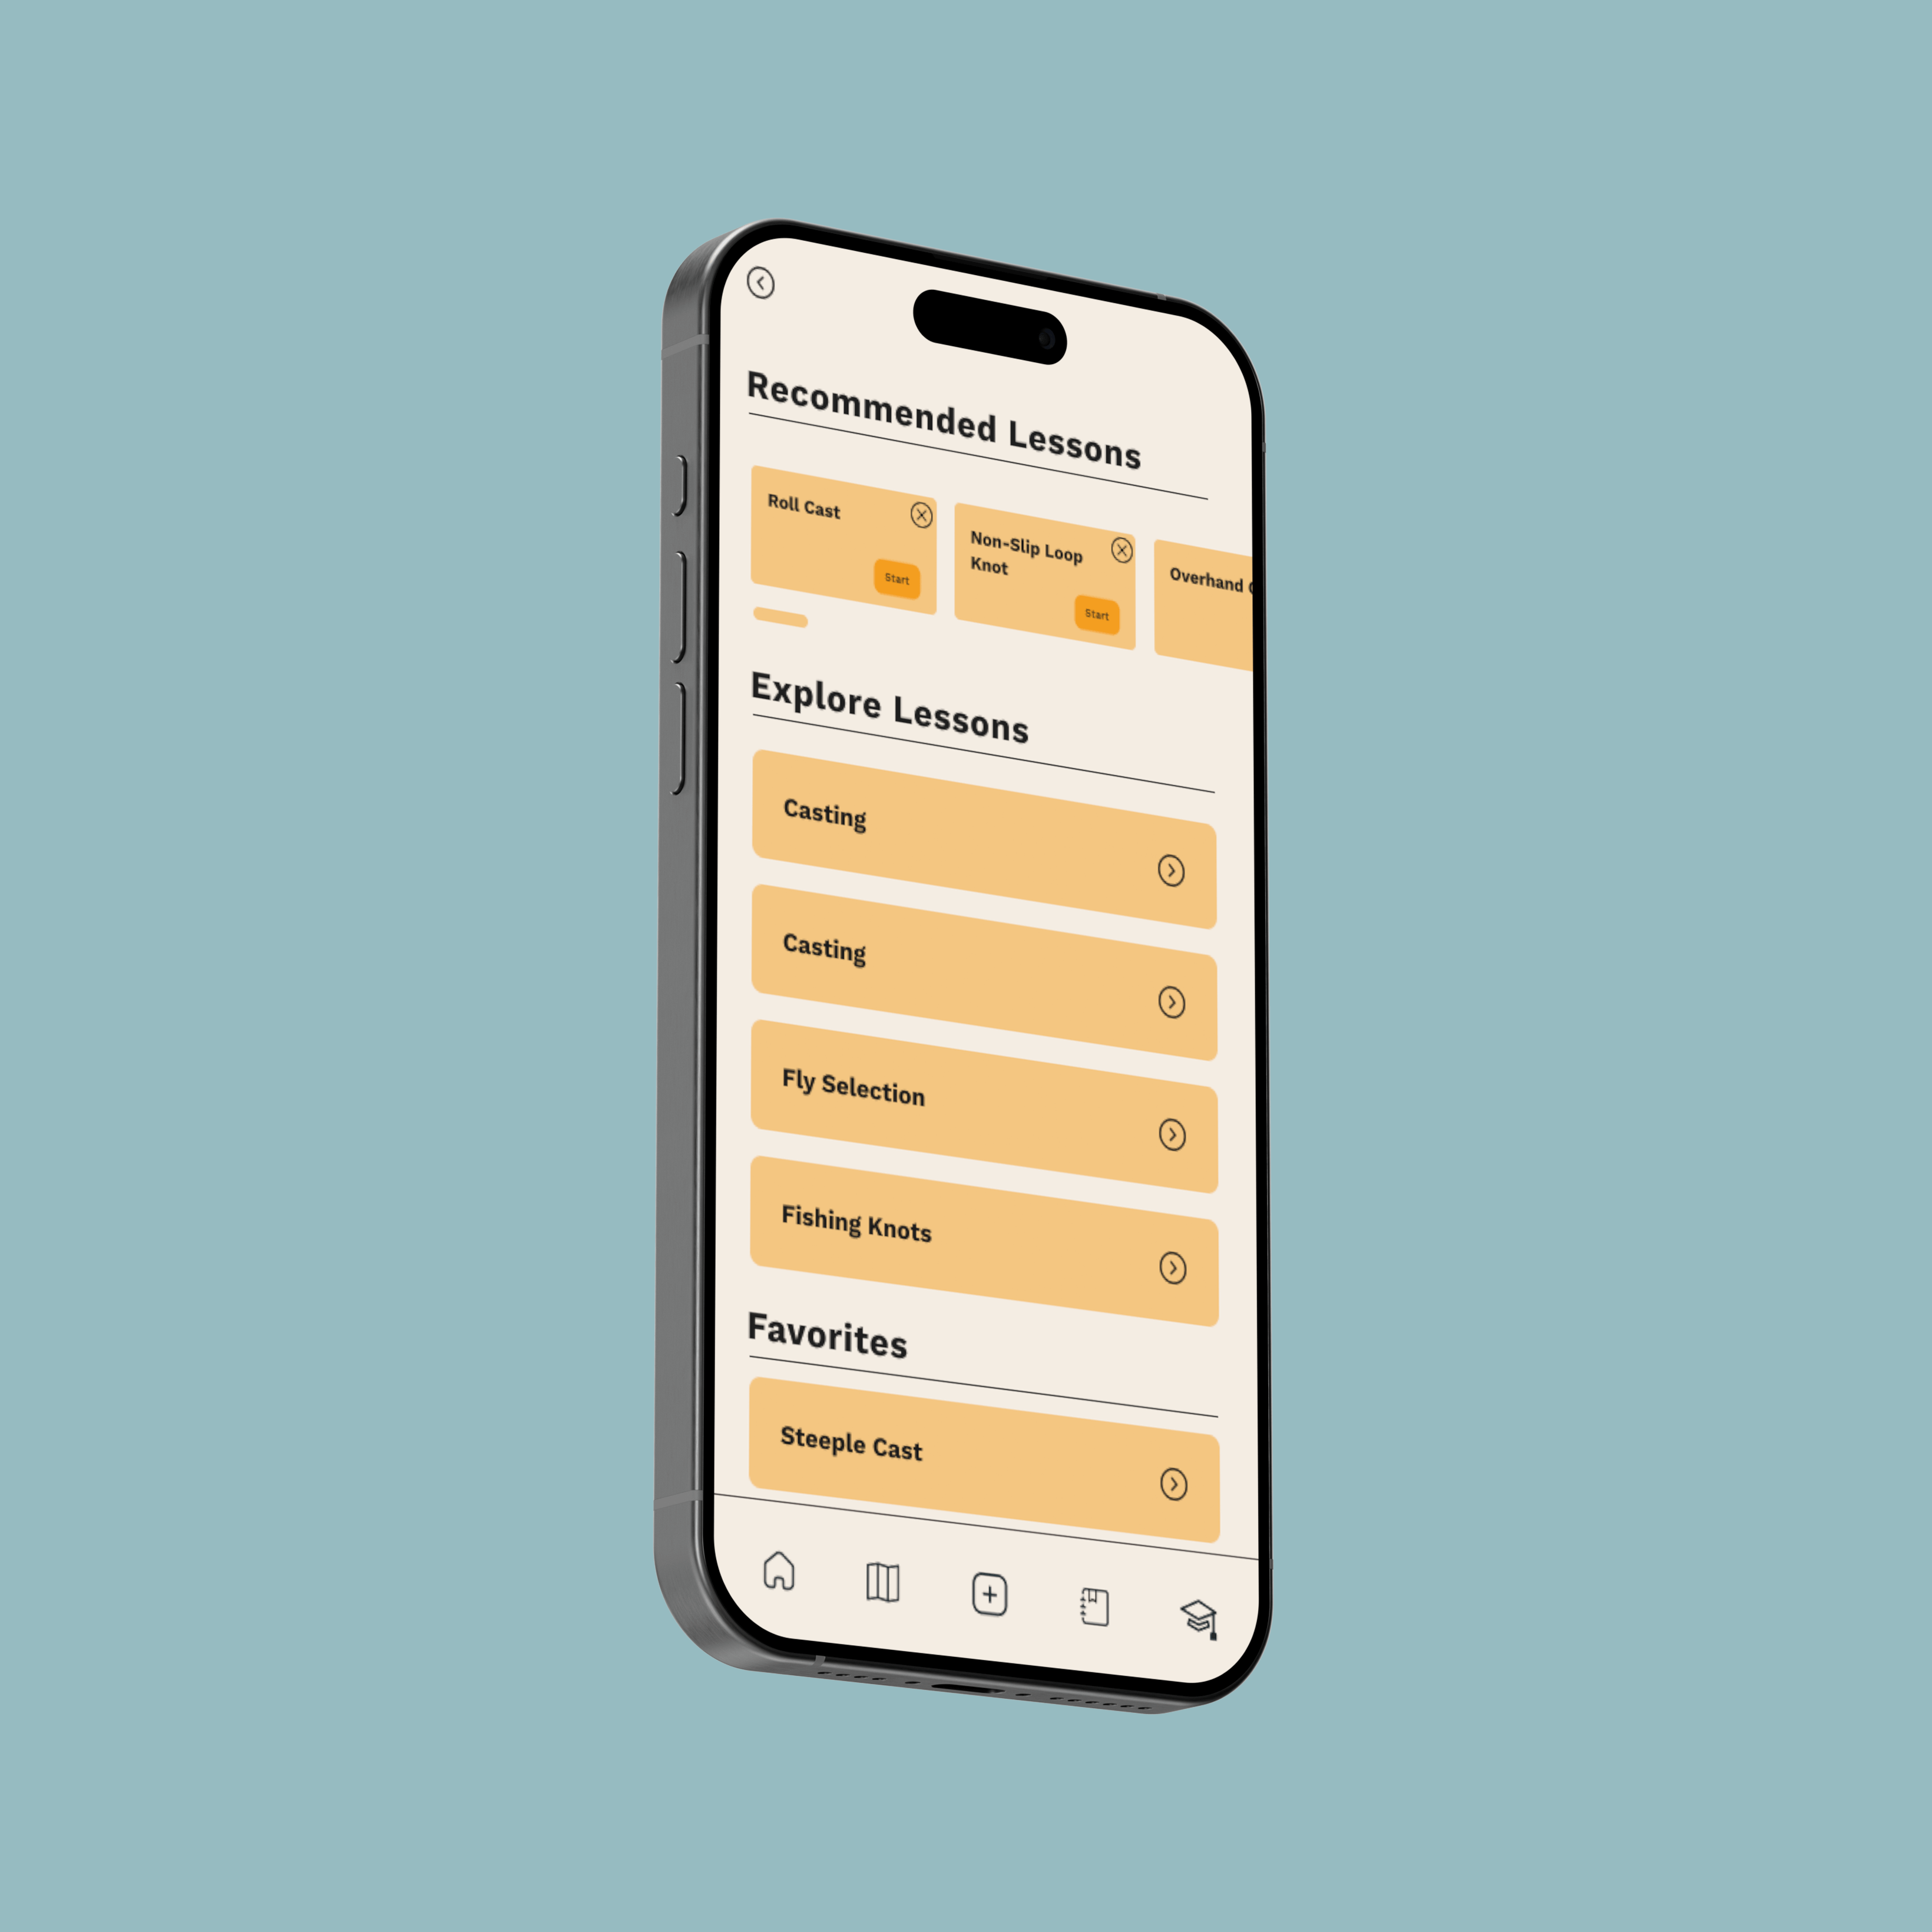 Recommended Lessons
Roll Cast
Start
Non-Slip Loop
Knot
Start
Overhand
Explore Lessons
Casting
Casting
Fly Selection
Fishing Knots
Favorites
Steeple Cast